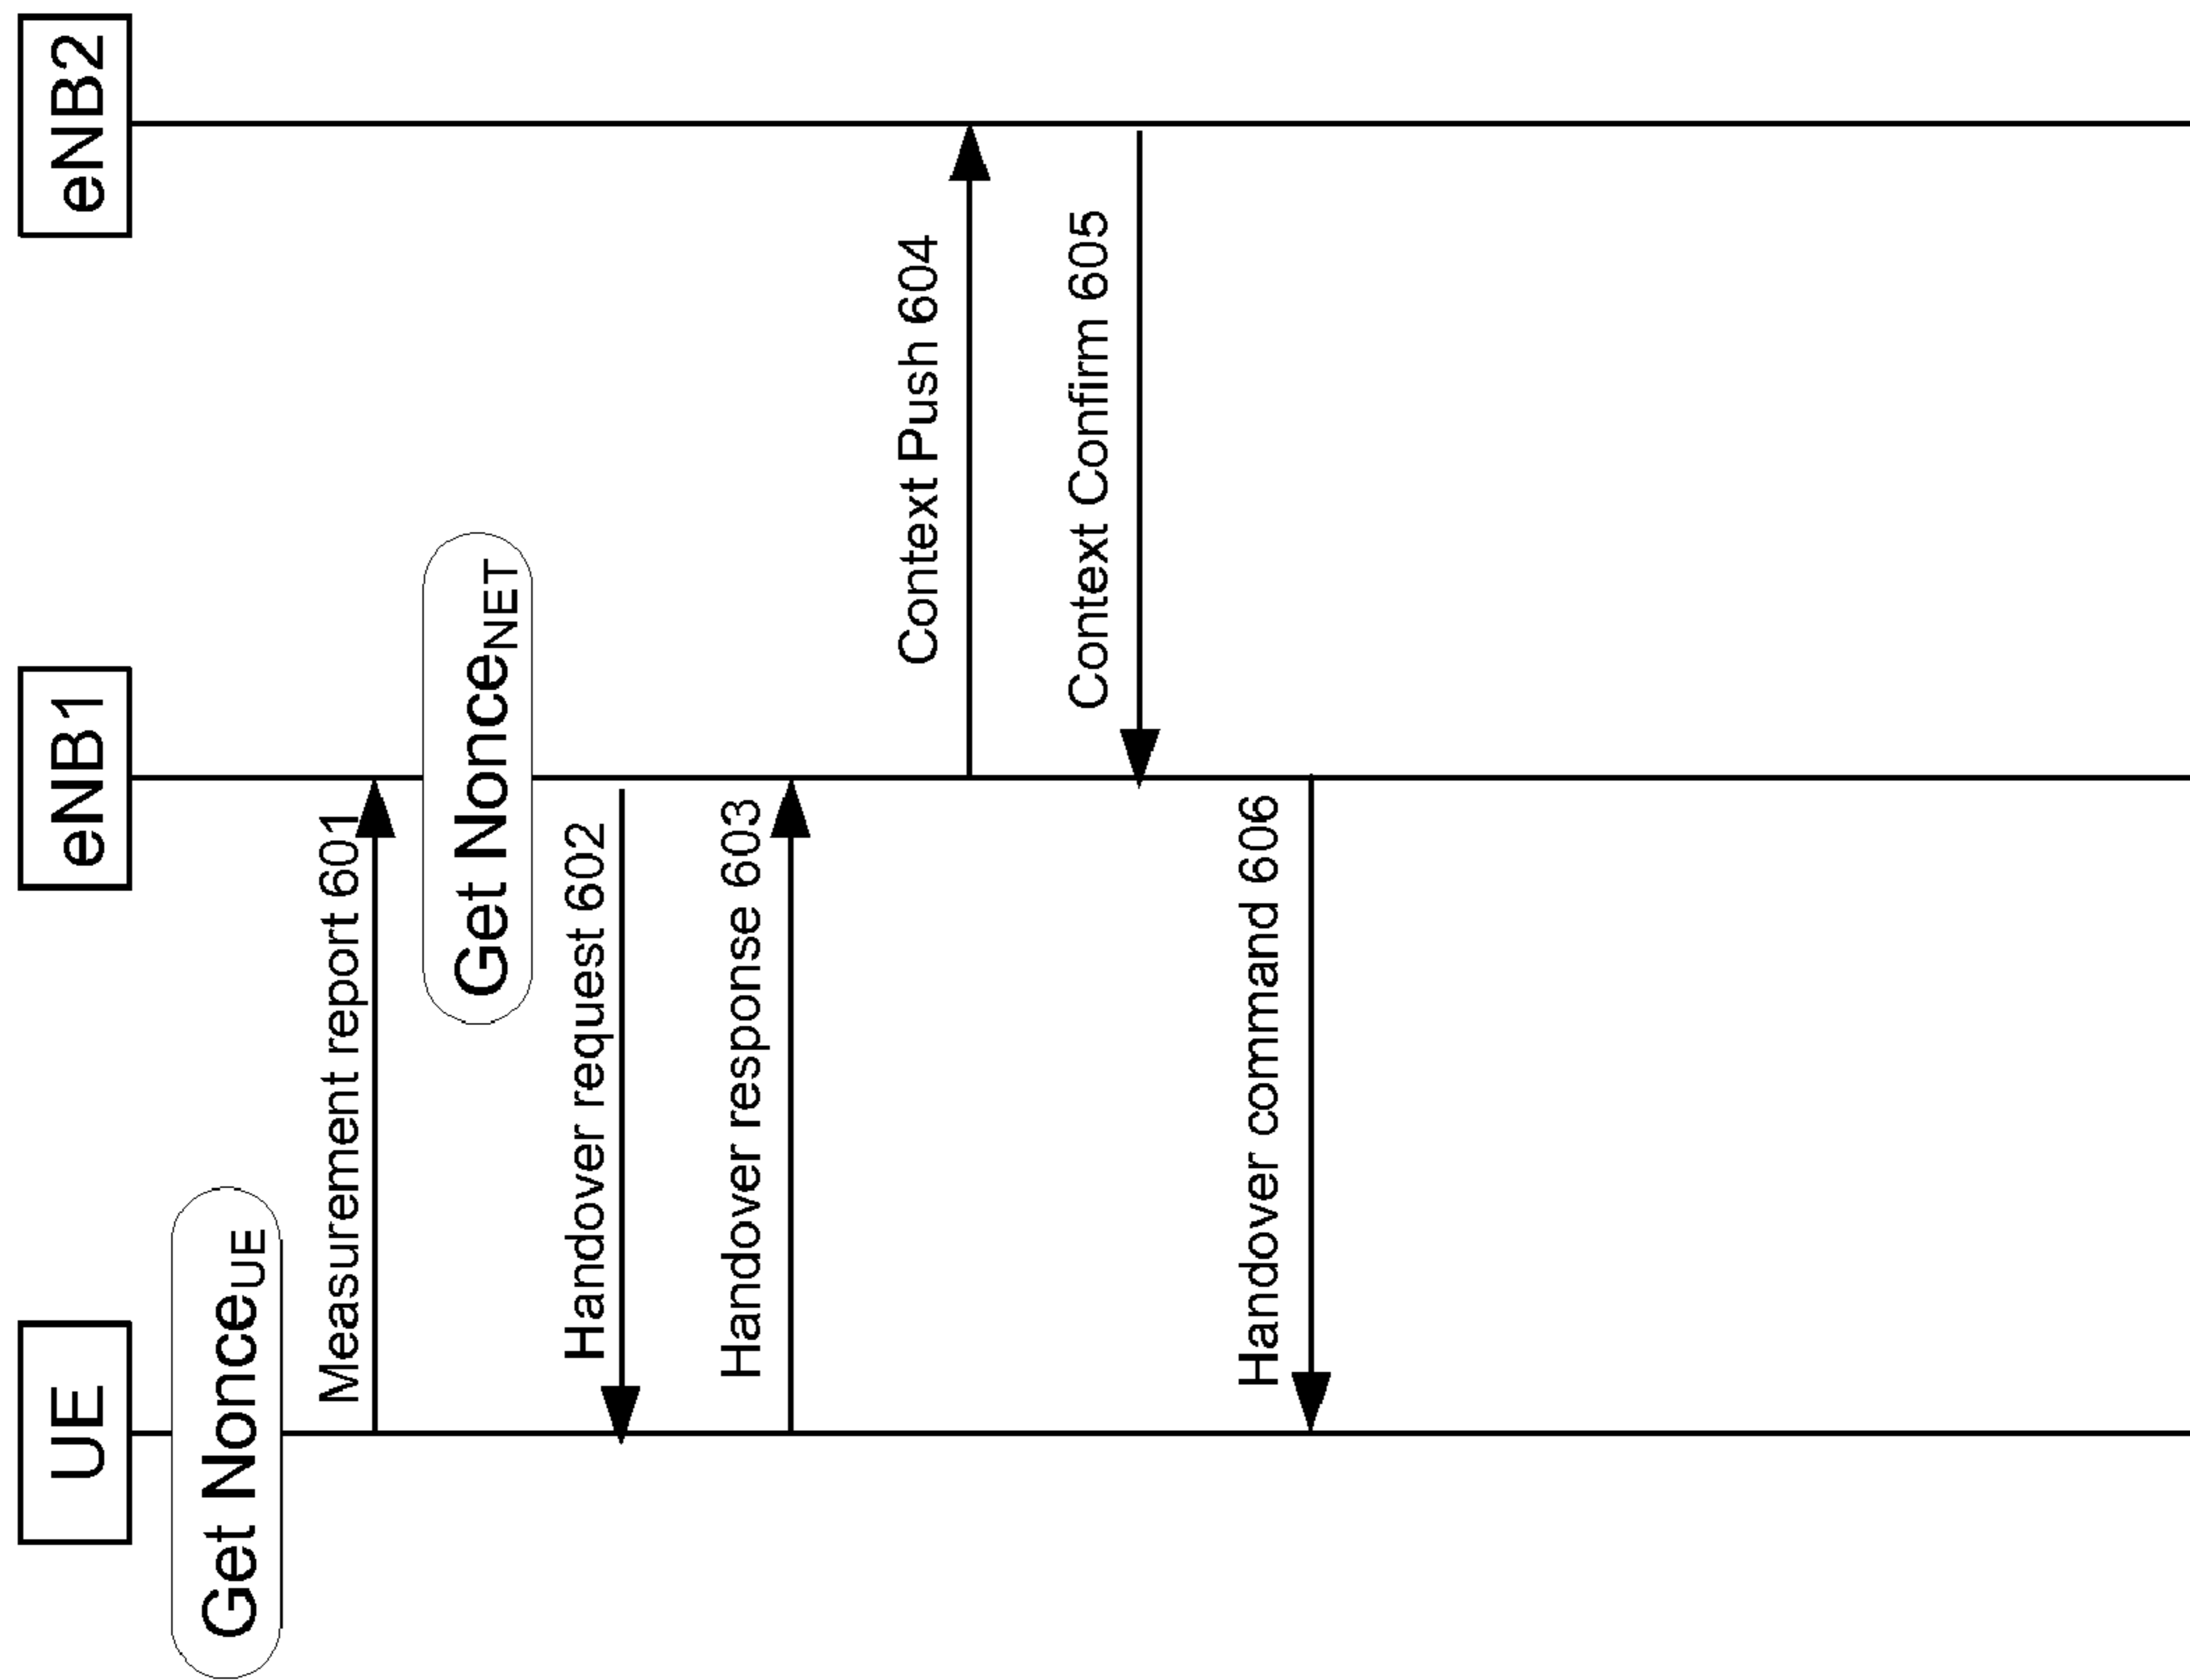 UE
eNB1
eNB2
Get NonceUE
Measurement report 601
Get NonceNET
Handover request 602
Handover response 603
Context Push 604
Context Confirm 605
Handover command 606